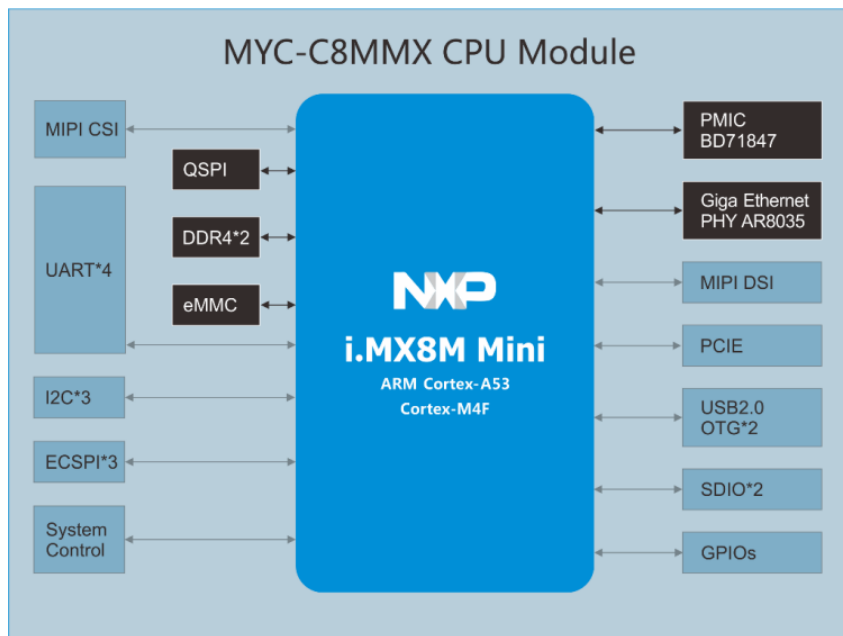 MYC-C8MMX CPU Module
MIPI CSI
QSPI
UART*4
DDR4*2
eMMC
I2C*3
ECSPI*3
System
Control
NXP
i.MX8M Mini
ARM Cortex-A53
Cortex-M4F
PMIC
BD71847
Giga Ethernet
PHY AR8035
MIPI DSI
PCIE
USB2.0
OTG*2
SDIO*2
GPIOs